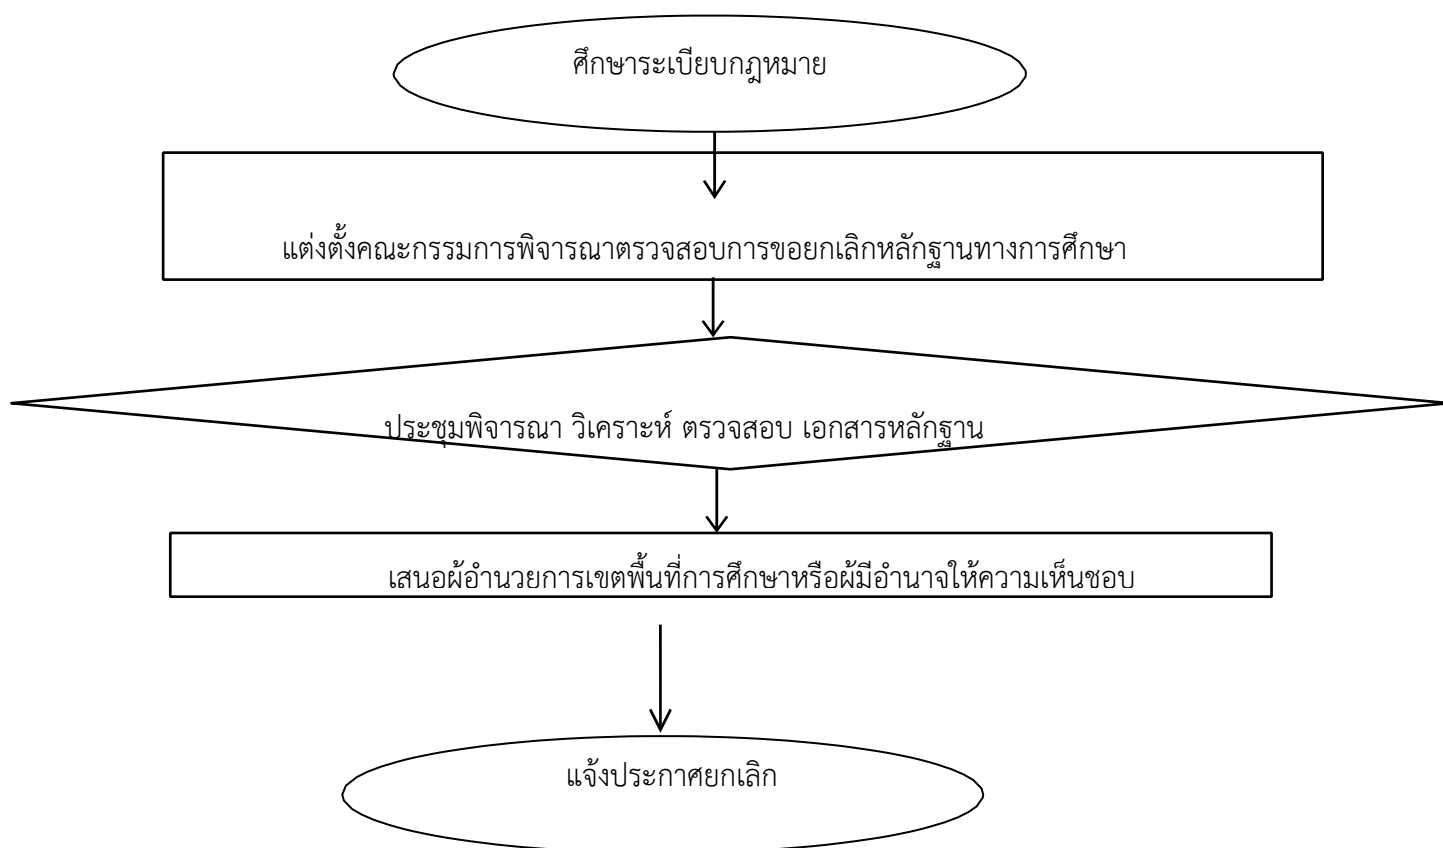 ศึกษาระเบียบกฎหมาย
แต่งตั้งคณะกรรมการพิจารณาตรวจสอบการขอยกเลิกหลักฐานทางการศึกษา
ประชุมพิจารณา วิเคราะห์ ตรวจสอบ เอกสารหลักฐาน
เสนอผู้อำนวยการเขตพื้นที่การศึกษาหรือผู้มีอำนาจให้ความเห็นชอบ
แจ้งประกาศยกเลิก